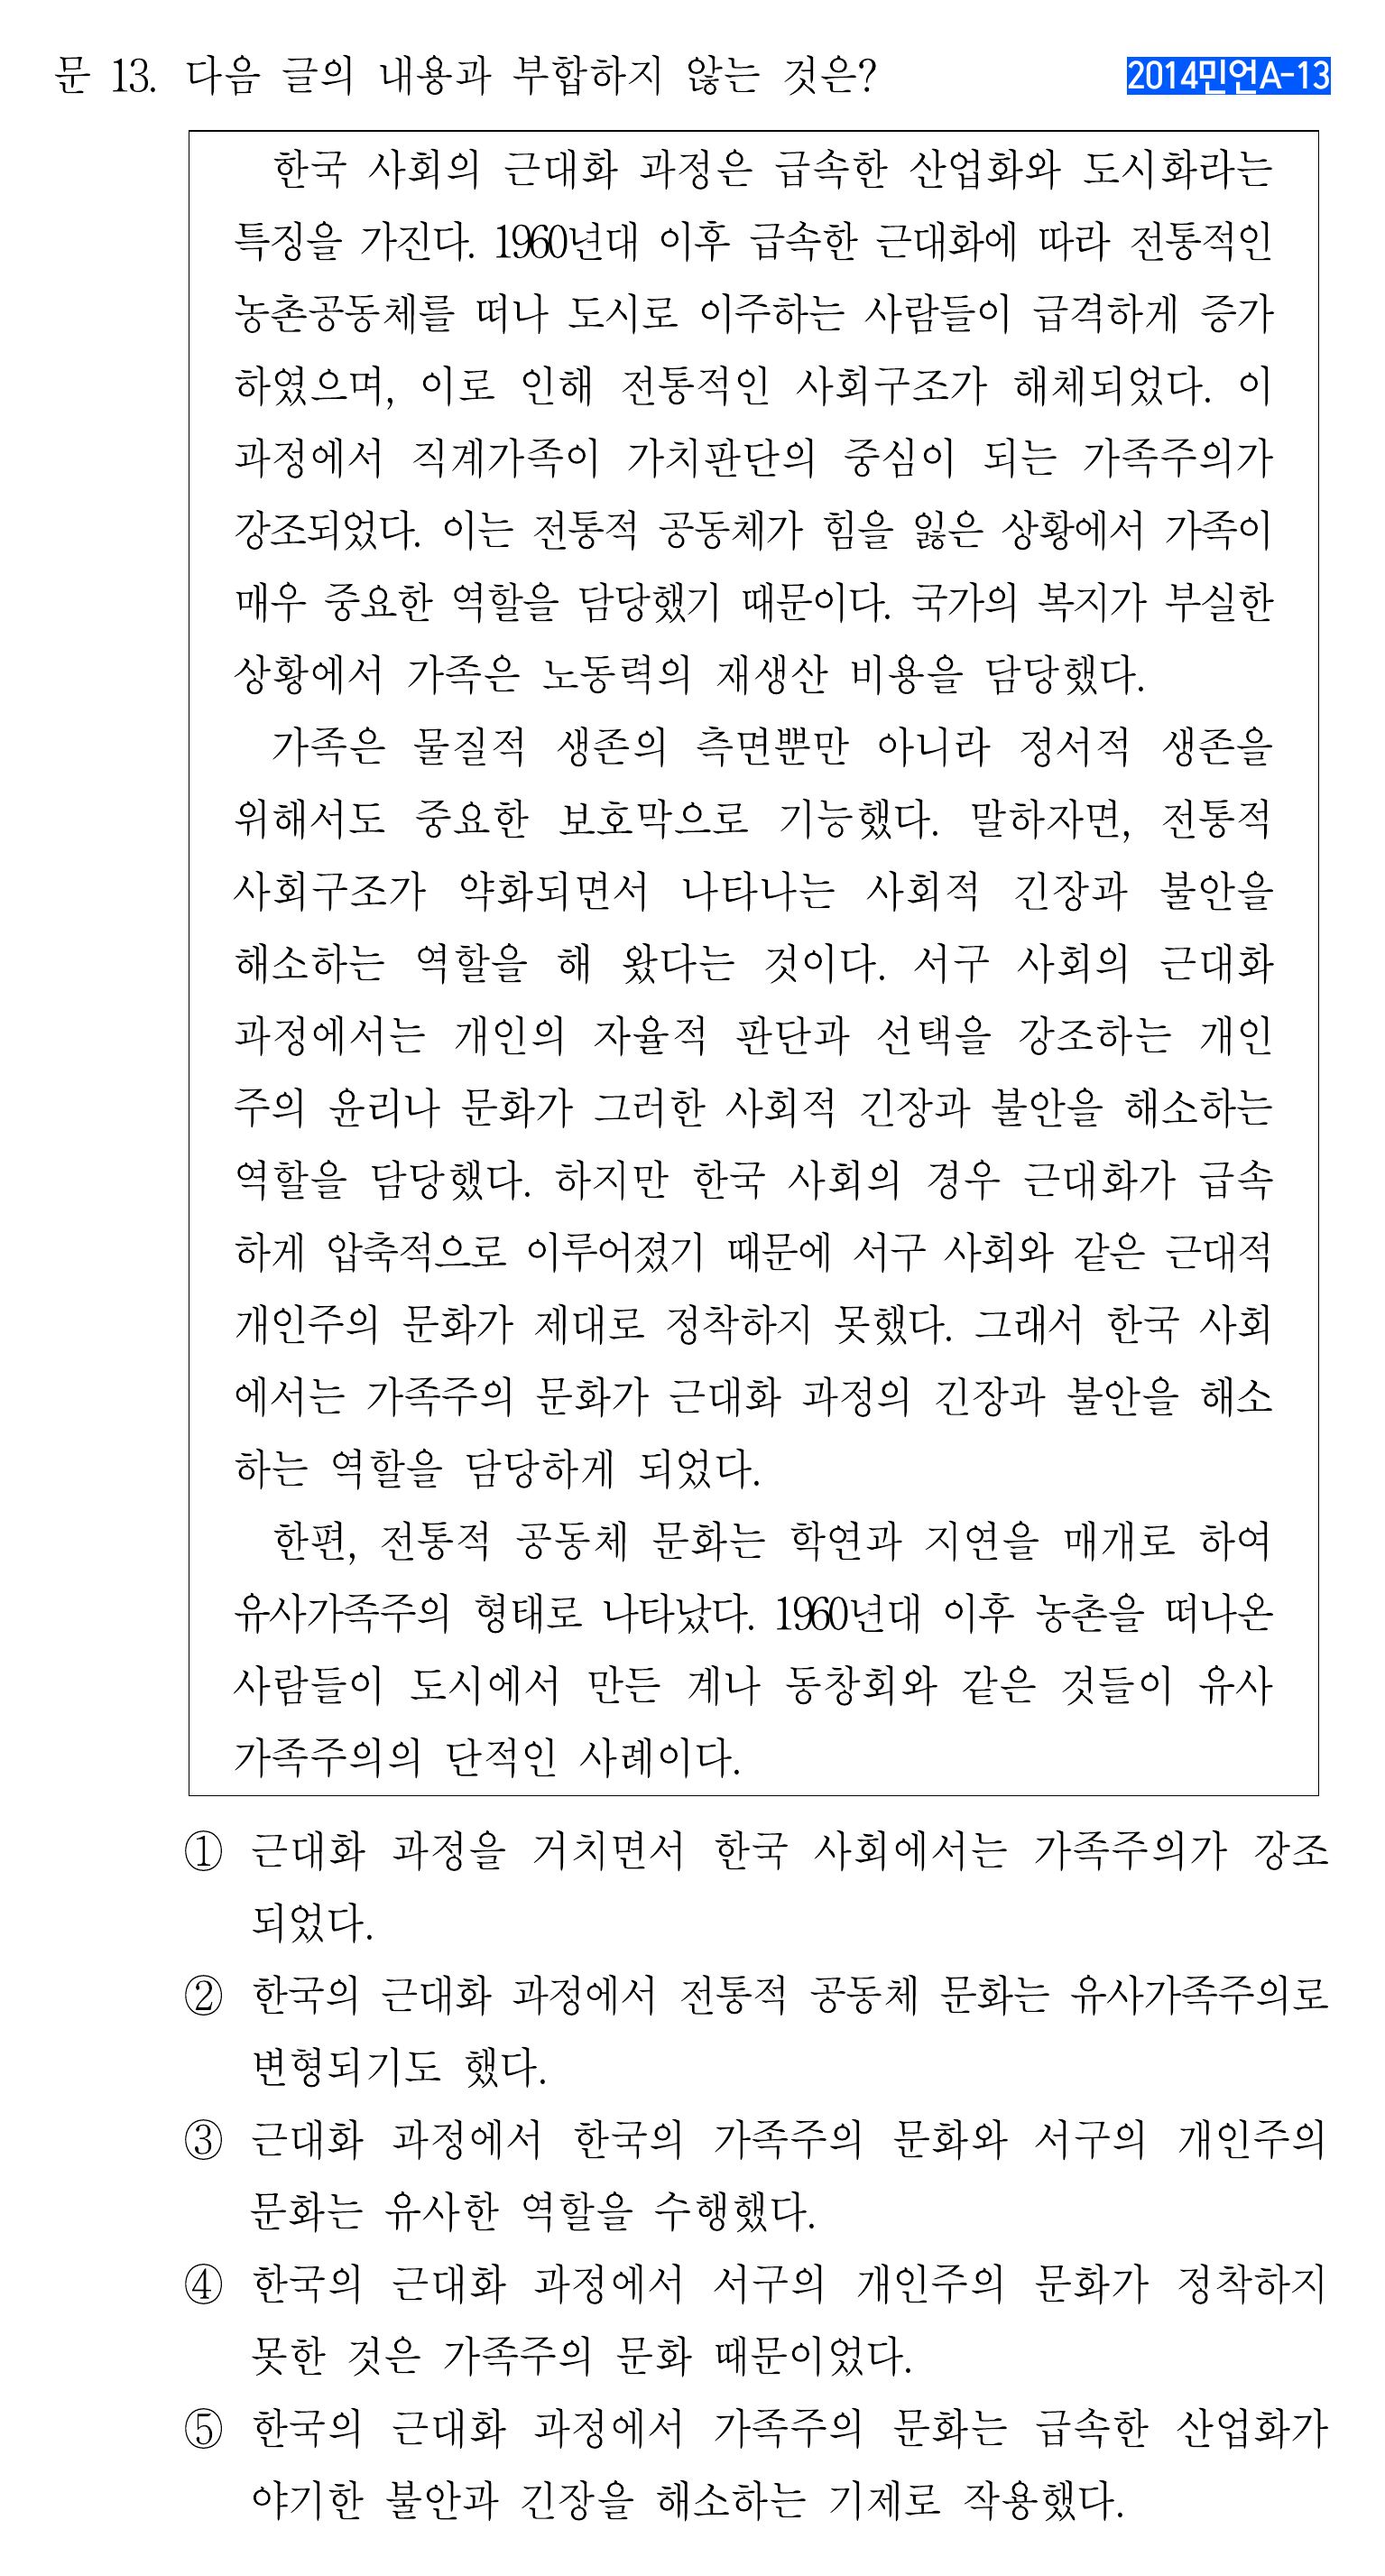 문 13. 다음 글의 내용과 부합하지 않는 것은?
2014민언A-13
한국 사회의 근대화 과정은 급속한 산업화와 도시화라는
특징을 가진다. 1960년대 이후 급속한 근대화에 따라 전통적인
농촌공동체를 떠나 도시로 이주하는 사람들이 급격하게 증가
하였으며, 이로 인해 전통적인 사회구조가 해체되었다. 이
과정에서 직계가족이 가치판단의 중심이 되는 가족주의가
강조되었다. 이는 전통적 공동체가 힘을 잃은 상황에서 가족이
매우 중요한 역할을 담당했기 때문이다. 국가의 복지가 부실한
상황에서 가족은 노동력의 재생산 비용을 담당했다.
가족은 물질적 생존의 측면뿐만 아니라 정서적 생존을
위해서도 중요한 보호막으로 기능했다. 말하자면, 전통적
사회구조가 약화되면서 나타나는 사회적 긴장과 불안을
해소하는 역할을 해 왔다는 것이다. 서구 사회의 근대화
과정에서는 개인의 자율적 판단과 선택을 강조하는 개인
주의 윤리나 문화가 그러한 사회적 긴장과 불안을 해소하는
역할을 담당했다. 하지만 한국 사회의 경우 근대화가 급속
하게 압축적으로 이루어졌기 때문에 서구 사회와 같은 근대적
개인주의 문화가 제대로 정착하지 못했다. 그래서 한국 사회
에서는 가족주의 문화가 근대화 과정의 긴장과 불안을 해소
하는 역할을 담당하게 되었다.
한편, 전통적 공동체 문화는 학연과 지연을 매개로 하여
유사가족주의 형태로 나타났다. 1960년대 이후 농촌을 떠나온
사람들이 도시에서 만든 계나 동창회와 같은 것들이 유사
가족주의의 단적인 사례이다.
① 근대화 과정을 거치면서 한국 사회에서는 가족주의가 강조
되었다.
② 한국의 근대화 과정에서 전통적 공동체 문화는 유사가족주의로
변형되기도 했다.
③ 근대화 과정에서 한국의 가족주의 문화와 서구의 개인주의
문화는 유사한 역할을 수행했다.
④ 한국의 근대화 과정에서 서구의 개인주의 문화가 정착하지
못한 것은 가족주의 문화 때문이었다.
⑤ 한국의 근대화 과정에서 가족주의 문화는 급속한 산업화가
야기한 불안과 긴장을 해소하는 기제로 작용했다.